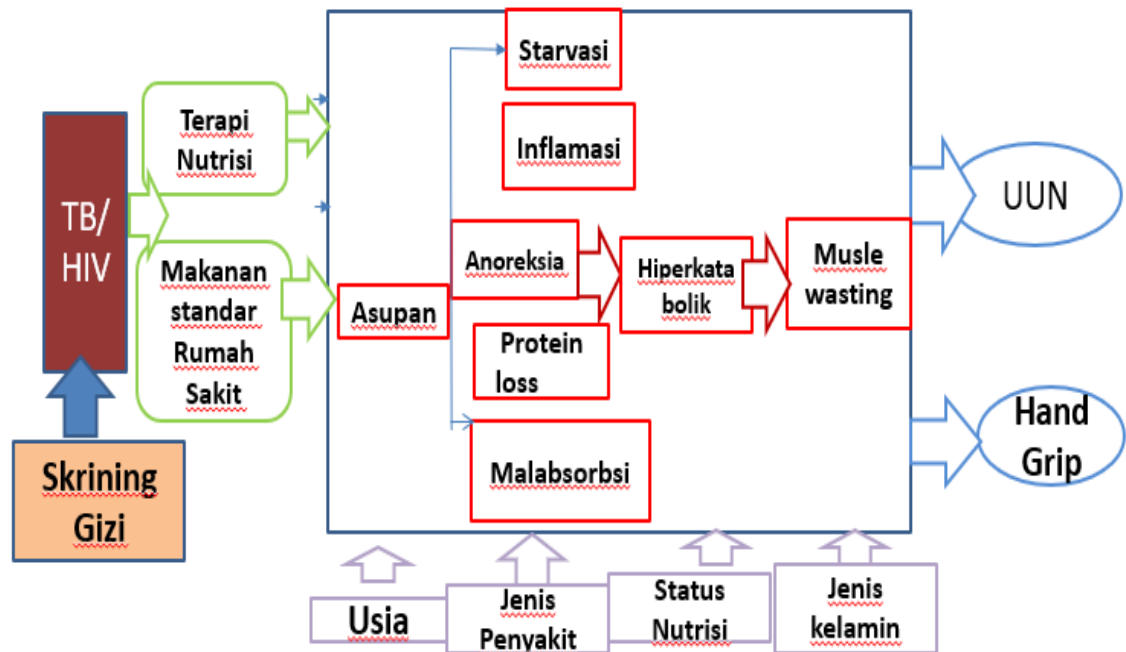 Starvasi
Terapi
Nutrisi
Inflamasi
TB/
HIV
UUN
Anoreksia
Hiperkata
bolik
Musle
wasting
Makanan
standar
Rumah
Sakit
Asupan
Protein
loss
Malabsorbsi
Hand
Grip
Skrining
Gizi
Usia
Jenis
Penyakit
Status
Nutrisi
Jenis
kelamin